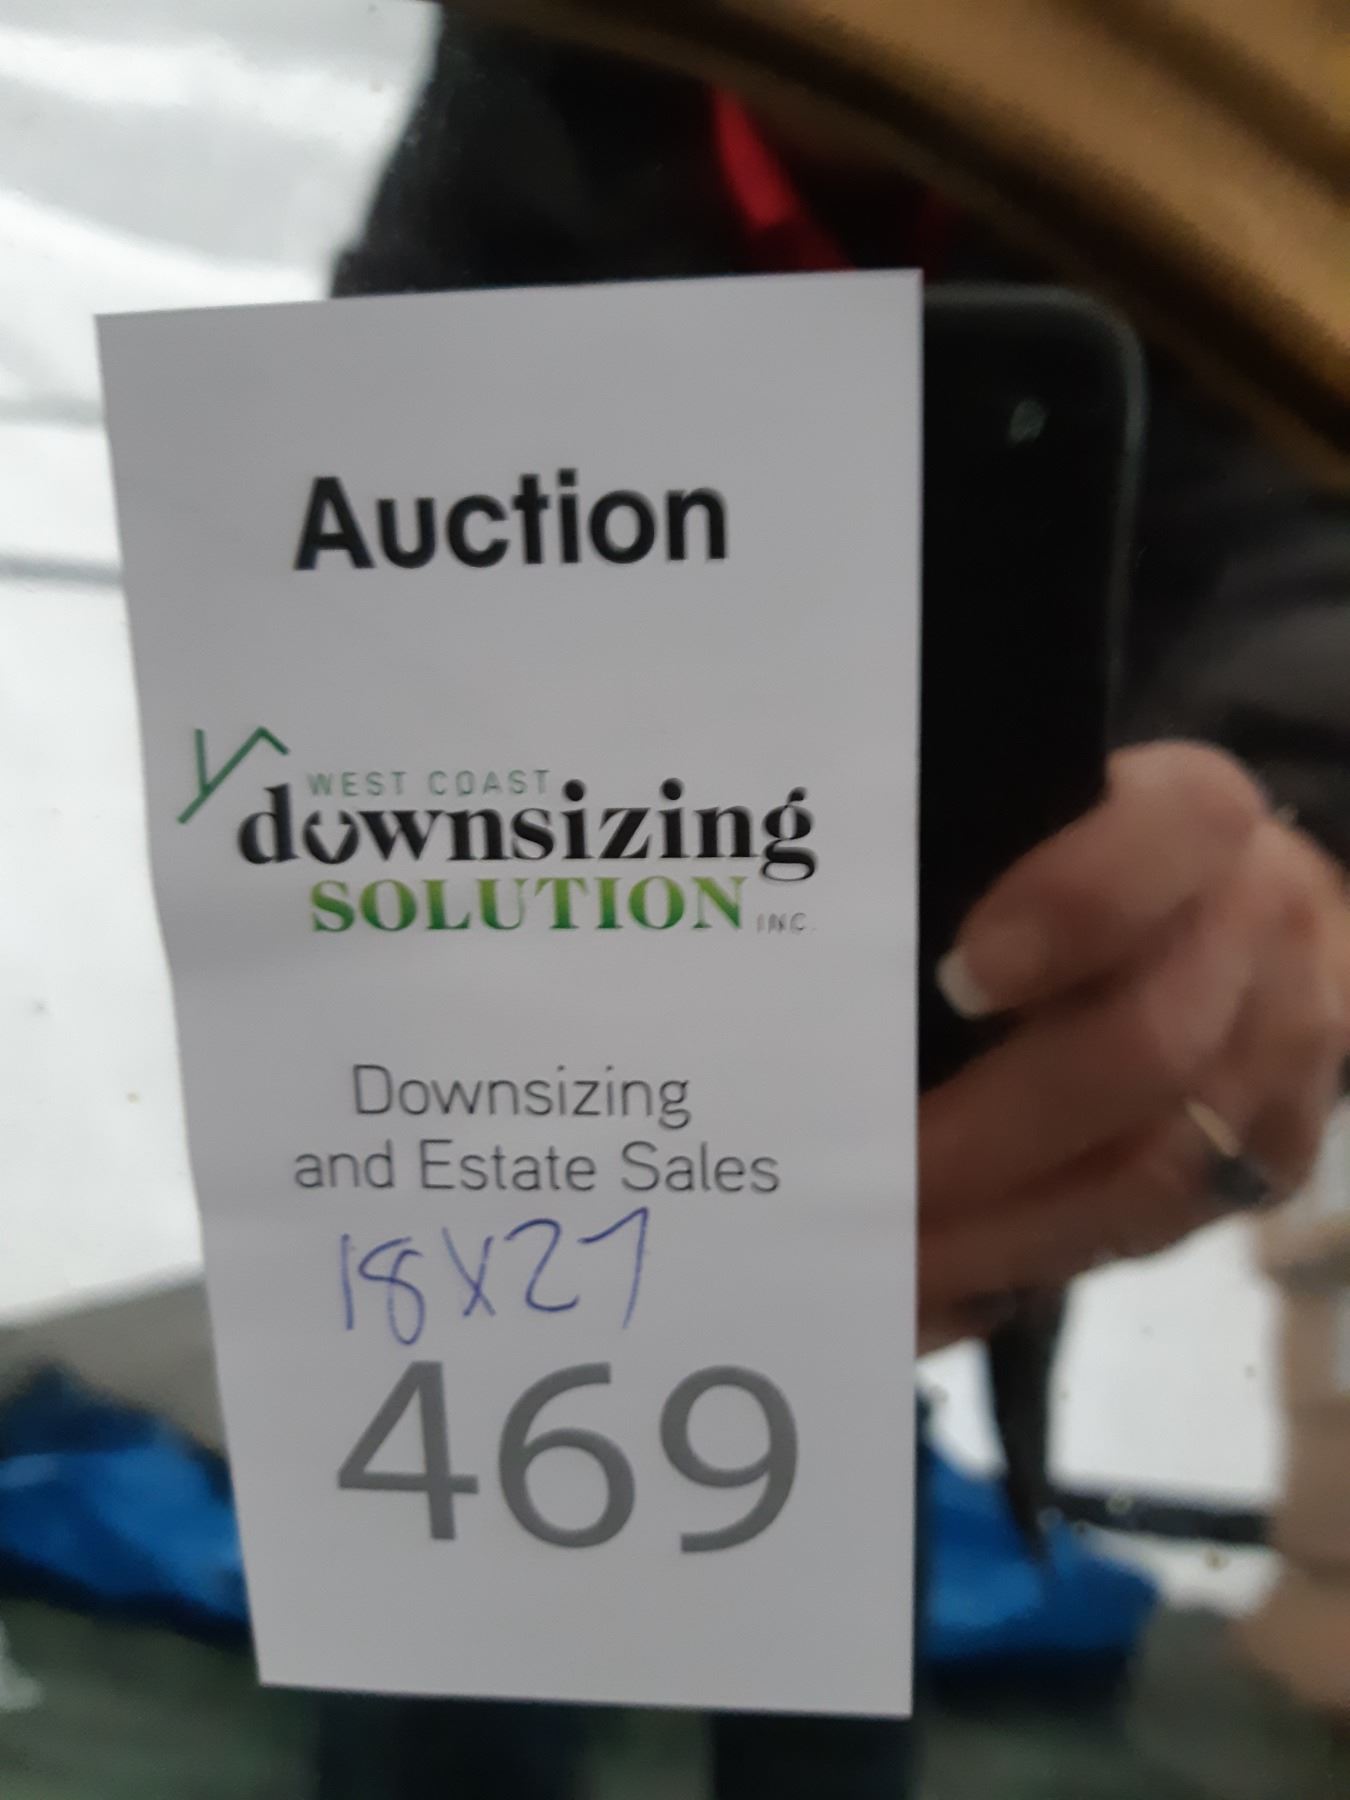 Auction
WEST COAST
downsizing
SOLUTION INC.
Downsizing
and Estate Sales
18x27
469